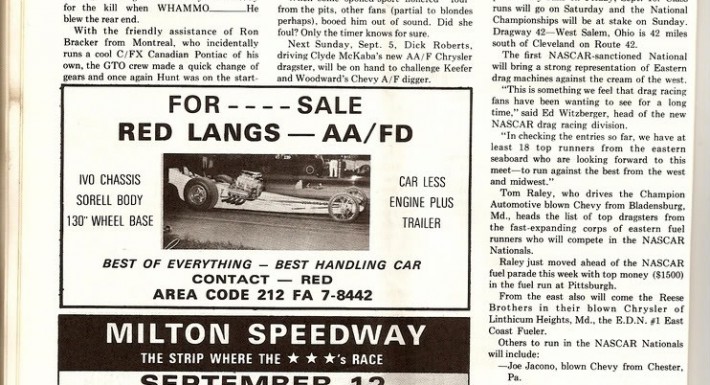 for the kill when WHAMMO_____He
blew the rear end.
With the friendly assistance of Ron
Bracker from Montreal, who incidentally
runs a cool C/FX Canadian Pontiac of his
own, the GTO crew made a quick change of
gears and once again Hunt was on the start-
from the pits, other fans (partial to blondes
perhaps), booed him out of sound. Did she
foul? Only the timer knows for sure.
Next Sunday, Sept. 5, Dick Roberts,
driving Clyde McKaba's new AA/F Chrysler
dragster, will be on hand to challenge Keefer
and Woodward's Chevy A/F digger.
FOR ---- SALE
RED LANGS — AA/FD
IVO CHASSIS
SORELL BODY
130" WHEEL BASE
CAR LESS
ENGINE PLUS
TRAILER
BEST OF EVERYTHING – BEST HANDLING CAR
CONTACT — RED
AREA CODE 212 FA 7-8442
MILTON SPEEDWAY
THE STRIP WHERE THE ★ ★ ★'s RACE
SEPTEMBER 12
runs will go on Saturday and the National
Championships will be at stake on Sunday.
Dragway 42—West Salem, Ohio is 42 miles
south of Cleveland on Route 42.
The first NASCAR-sanctioned National
will bring a strong representation of Eastern
drag machines against the cream of the west.
"This is something we feel that drag racing
fans have been wanting to see for a long
time," said Ed Witzberger, head of the new
NASCAR drag racing division.
"In checking the entries so far, we have at
least 18 top runners from the eastern
seaboard who are looking forward to this
meet—to run against the best from the west
and midwest."
Tom Raley, who drives the Champion
Automotive blown Chevy from Bladensburg,
Md., heads the list of top dragsters from
the fast-expanding corps of eastern fuel
runners who will compete in the NASCAR
Nationals.
Raley just moved ahead of the NASCAR
fuel parade this week with top money ($1500)
in the fuel run at Pittsburgh.
From the east also will come the Reese
Brothers in their blown Chrysler of
Linthicum Heights, Md., the E.D.N. #1 East
Coast Fueler.
Others to run in the NASCAR Nationals
will include:
—Joe Jacono, blown Chevy from Chester,
Pa.